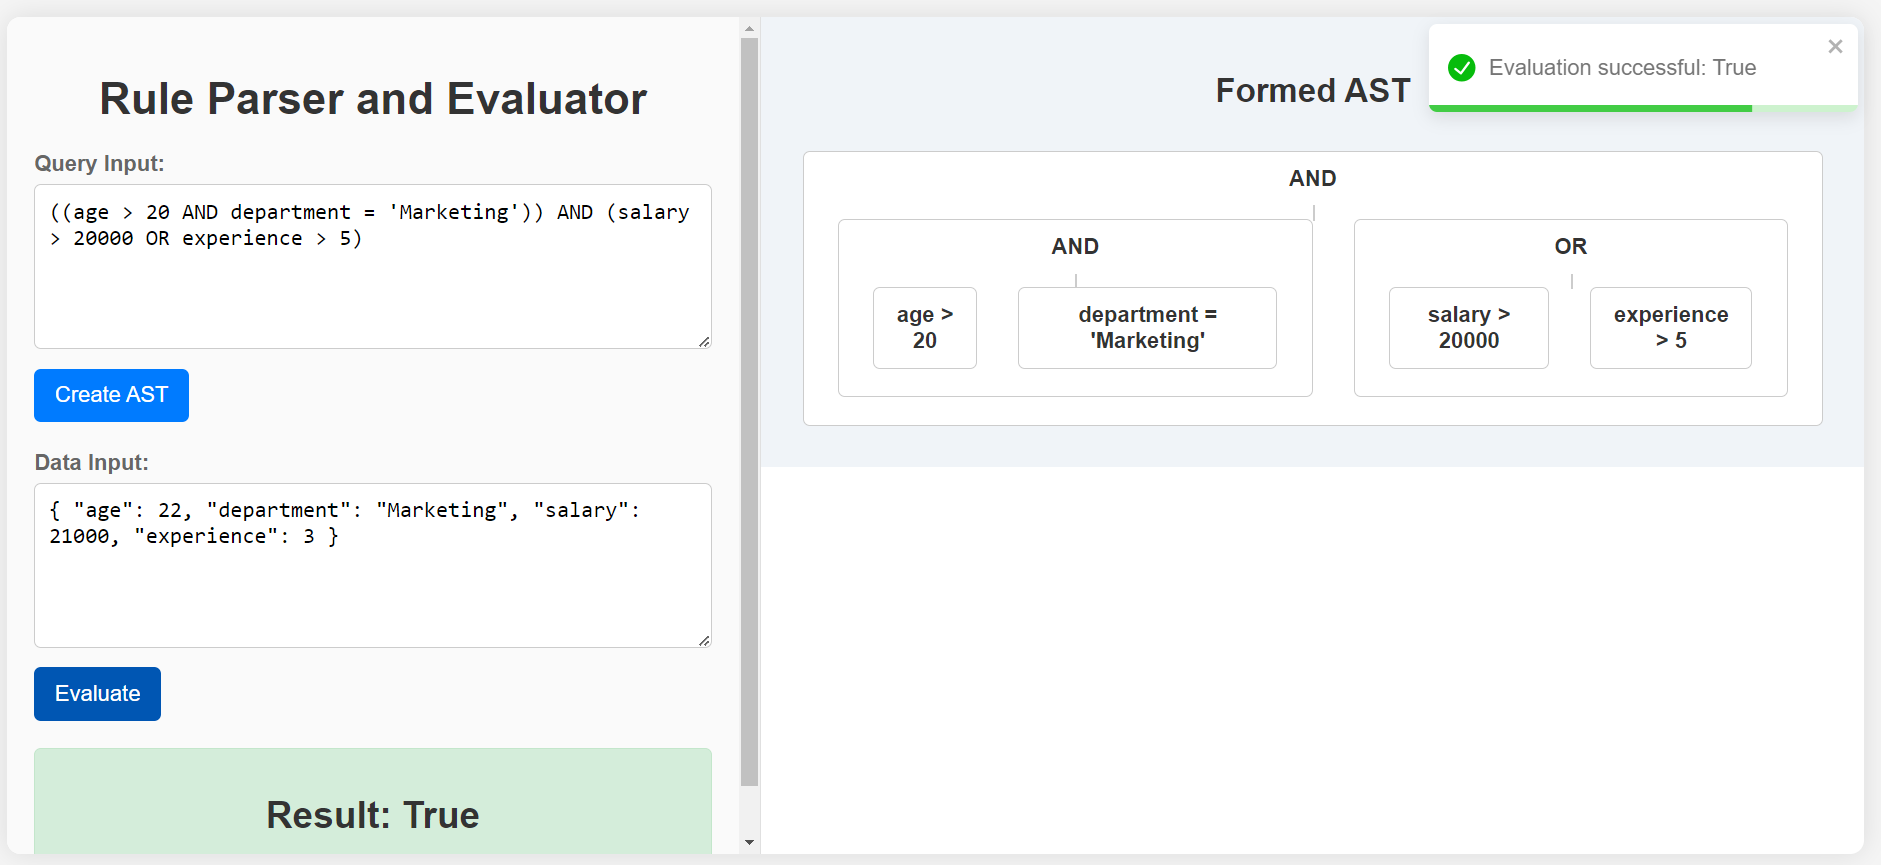 Rule Parser and Evaluator
Query Input:
((age > 20 AND department = 'Marketing')) AND (salary
> 20000 OR experience > 5)
Create AST
Data Input:
{ "age": 22, "department": "Marketing", "salary":
21000, "experience": 3 }
Evaluate
Result: True
Formed AST
Evaluation successful: True
AND
AND
age >
20
department =
'Marketing'
OR
salary >
20000
experience
> 5